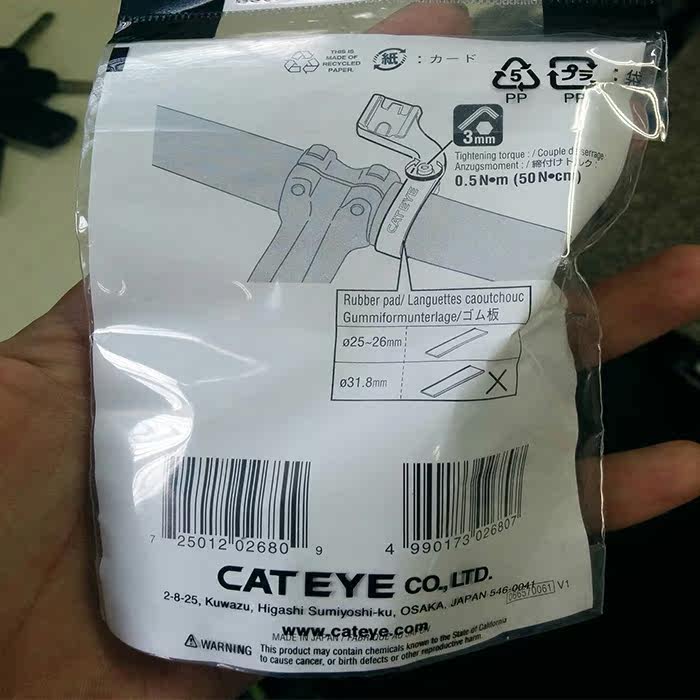 THIS IS
MADE OF
RECYCLED
PAPER.
紙 : カード
5
PP
プラ
PP
: 袋
3mm
Tightening torque : / Couple de serrage
Anzugsmoment : / 締付けトルク :
0.5 N•m (50 N•cm)
CATEYE
Rubber pad/ Languettes caoutchouc
Gummiformunterlage/ゴム板
ø25~26mm
ø31.8mm
7 25012 02680 9
4 990173 026807
CATEYE CO.,LTD.
2-8-25, Kuwazu, Higashi Sumiyoshi-ku, OSAKA, JAPAN 546-0041
066570061 V1
www.cateye.com
MADE IN JAPAN / FABRIQUÉ AU JAPON
WARNING This product may contain chemicals known to the State of California
to cause cancer, or birth defects or other reproductive harm.